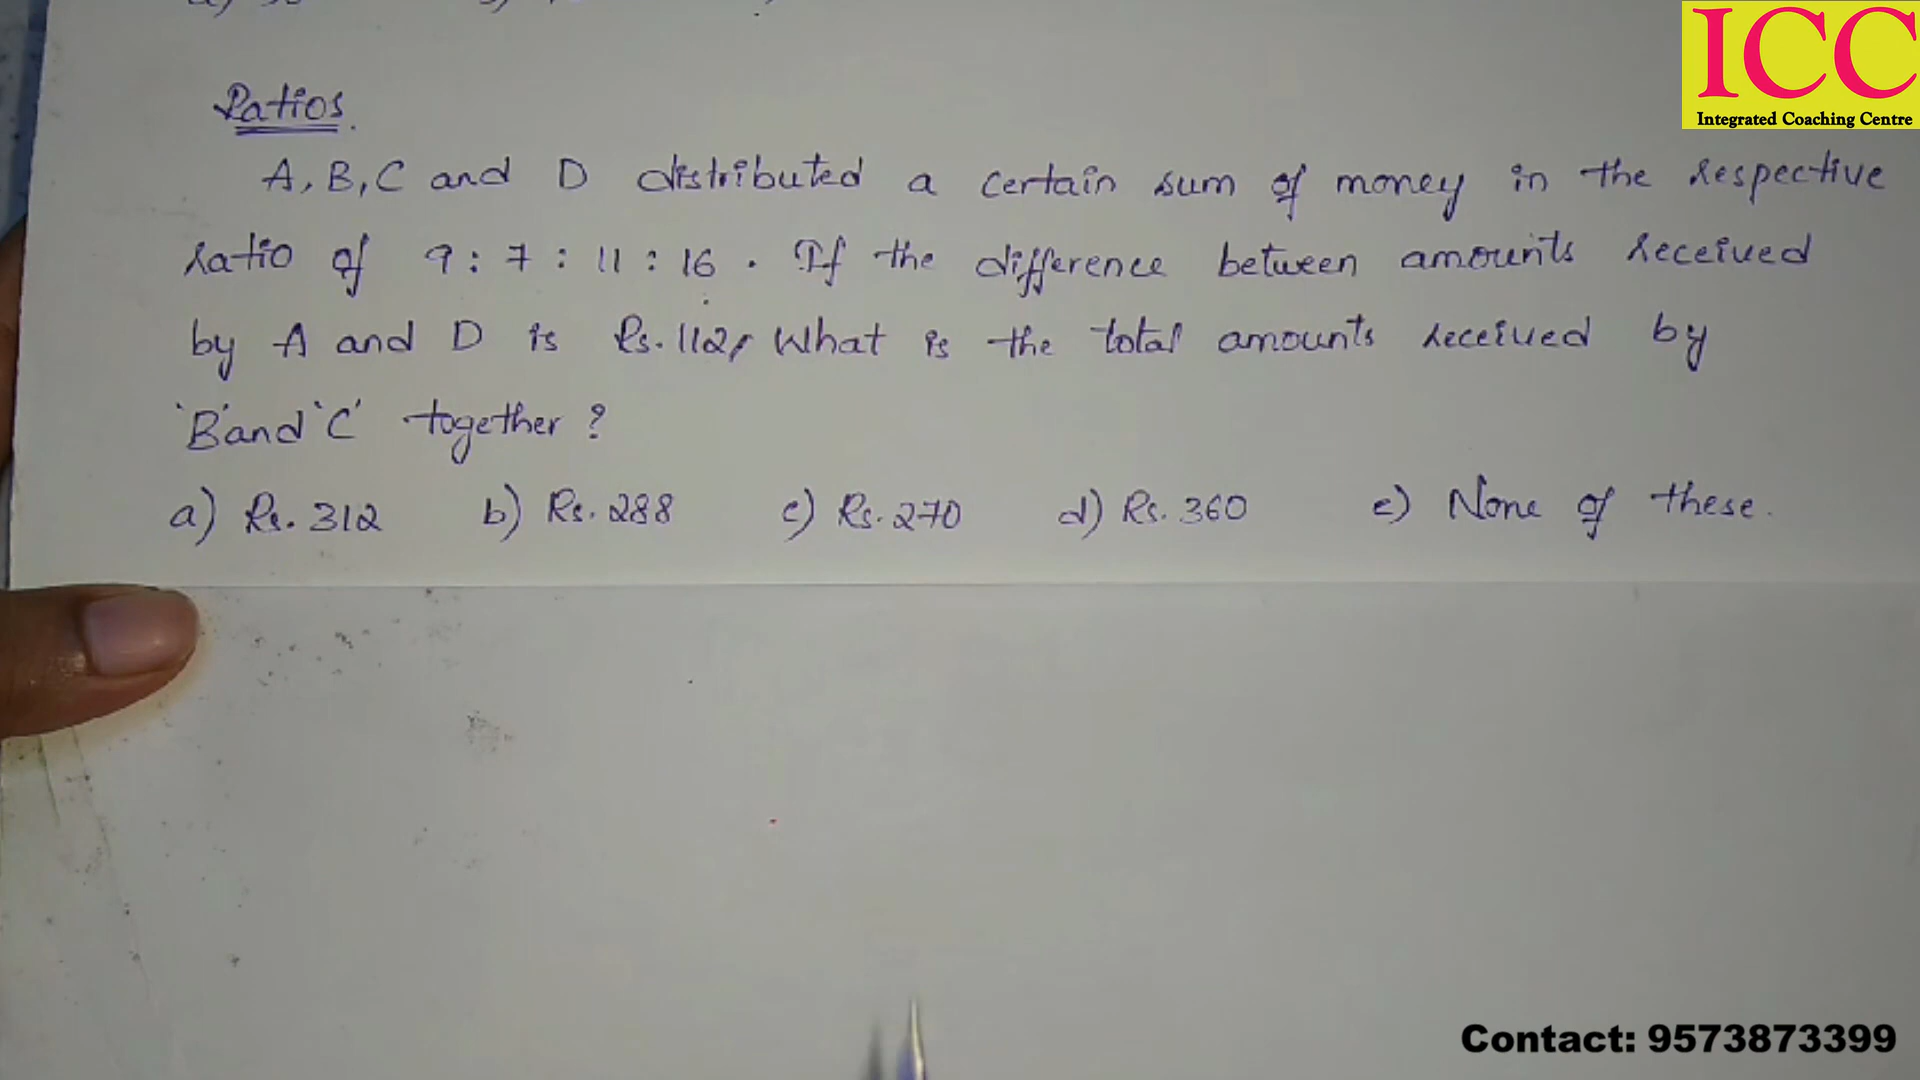 ICC
Integrated Coaching Centre
Ratios.
A, B, C and D distributed a certain sum of money in the respective
ratio of 9 : 7 : 11 : 16 . If the difference between amounts received
by A and D is Rs. 112, What is the total amounts received by
'B' and 'C' together ?
a) Rs. 312 b) Rs. 288 c) Rs. 270 d) Rs. 360 e) None of these.
Contact: 9573873399